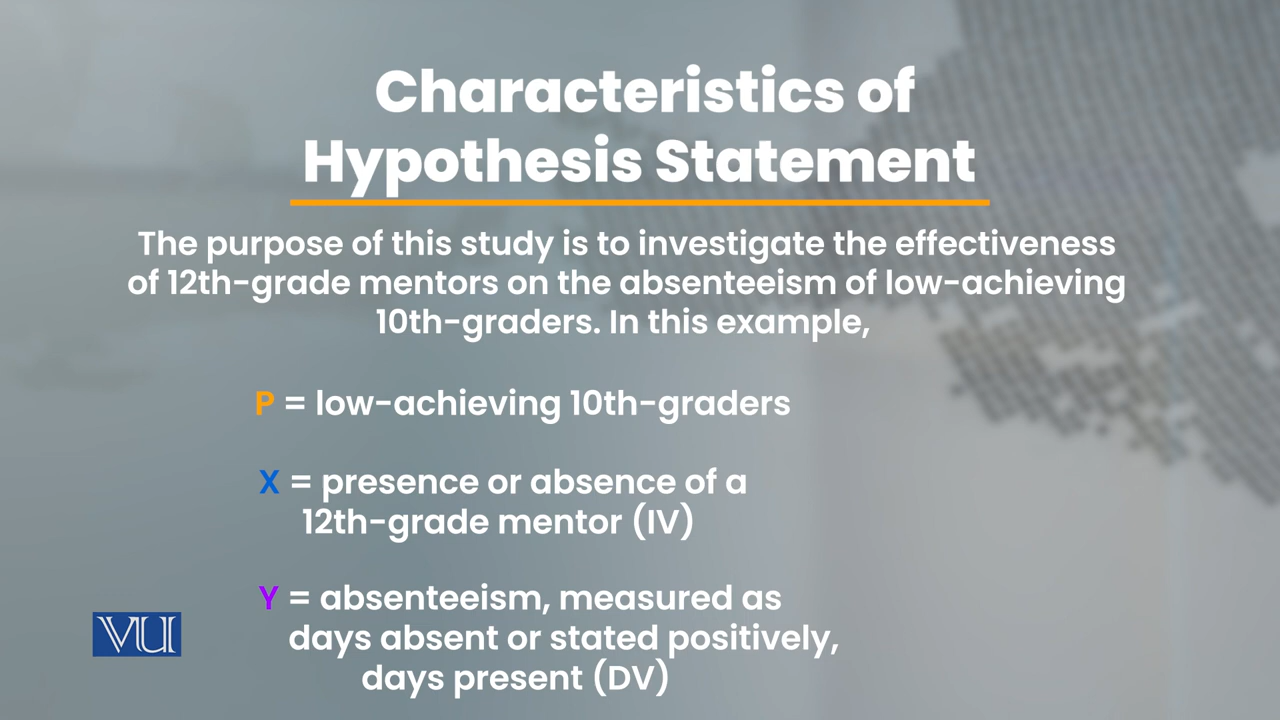 Characteristics of
Hypothesis Statement
The purpose of this study is to investigate the effectiveness
of 12th-grade mentors on the absenteeism of low-achieving
10th-graders. In this example,
P = low-achieving 10th-graders
X = presence or absence of a
12th-grade mentor (IV)
Y = absenteeism, measured as
days absent or stated positively,
days present (DV)
VU